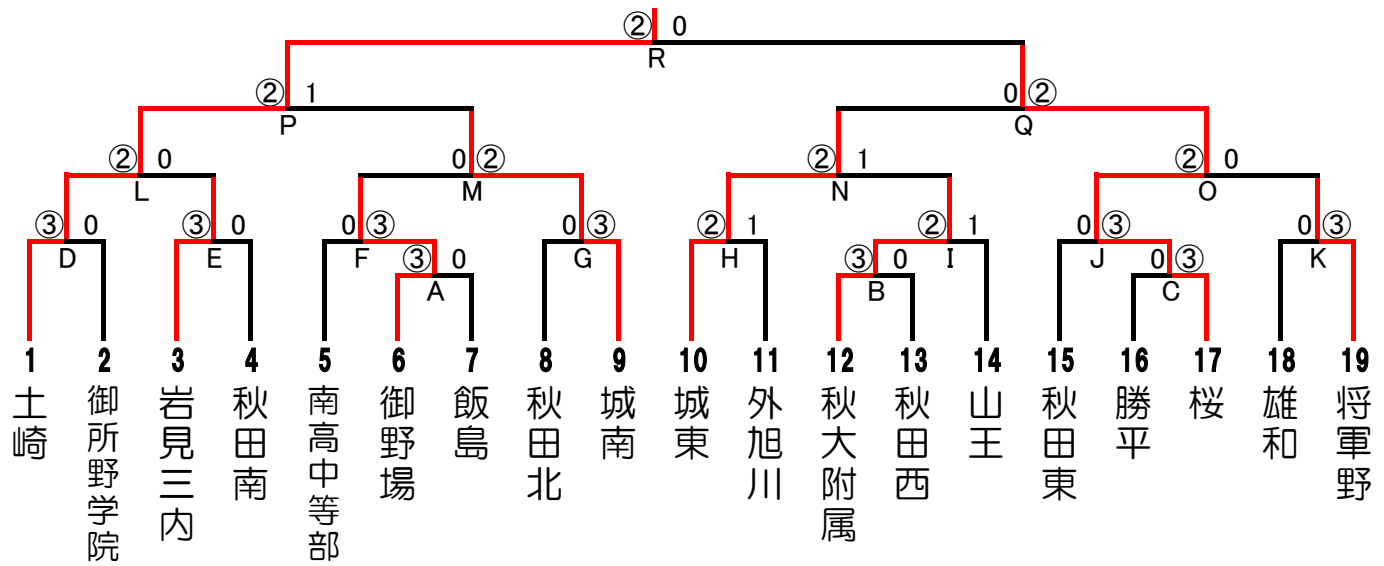 ② 0
R
② 1
P
0 ②
Q
② 0
L
0 ②
M
② 1
N
② 0
O
③ 0
D
③ 0
E
0 ③
F
0 ③
G
② 1
H
② 1
I
0 ③
J
0 ③
K
③ 0
A
③ 0
B
0 ③
C
1 土崎
2 御所野学院
3 岩見三内
4 秋田南
5 南高中等部
6 御野場
7 飯島
8 秋田北
9 城南
10 城東
11 外旭川
12 秋大附属
13 秋田西
14 山王
15 秋田東
16 勝平
17 桜
18 雄和
19 将軍野